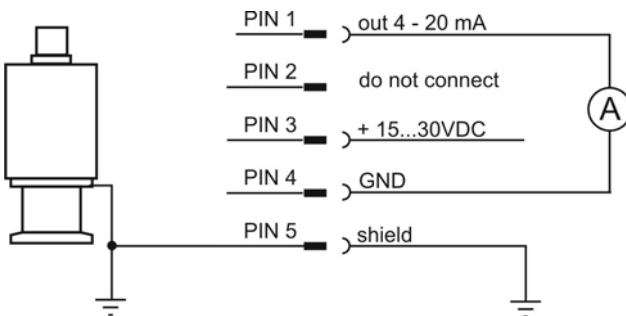 PIN 1 out 4 - 20 mA
PIN 2 do not connect
A
PIN 3 + 15...30VDC
PIN 4 GND
PIN 5 shield